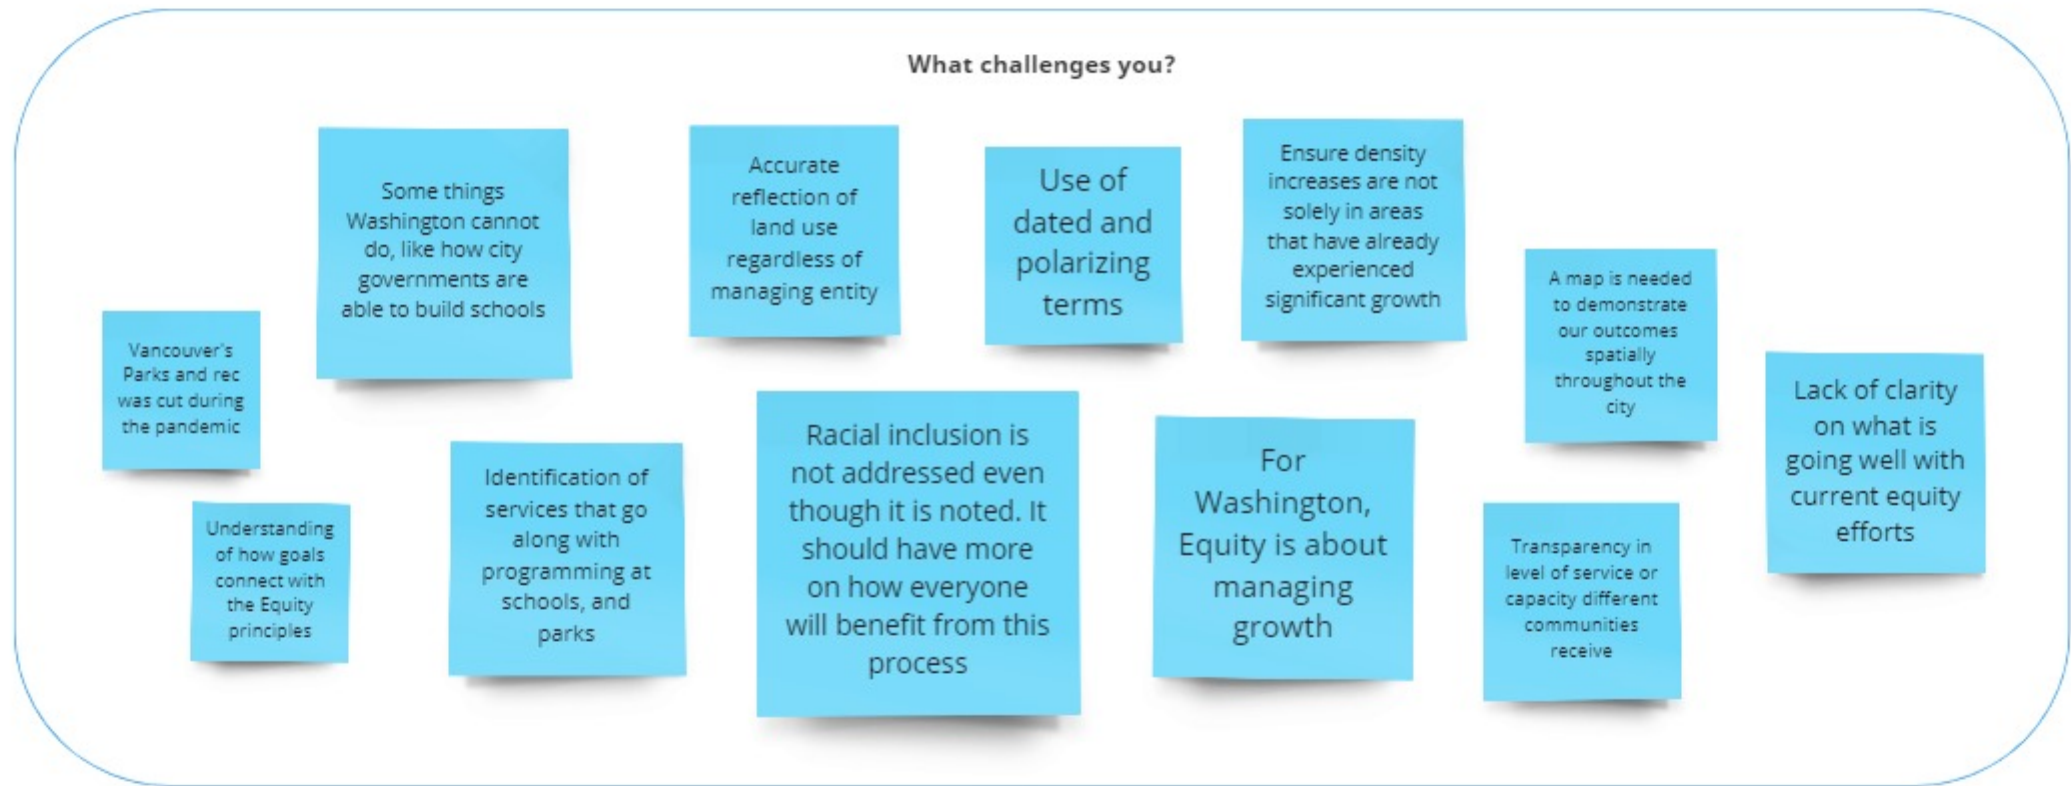 What challenges you?
Some things
Washington cannot
do, like how city
governments are
able to build schools
Accurate
reflection of
land use
regardless of
managing entity
Use of
dated and
polarizing
terms
Ensure density
increases are not
solely in areas
that have already
experienced
significant growth
A map is needed
to demonstrate
our outcomes
spatially
throughout the
city
Vancouver's
Parks and rec
was cut during
the pandemic
Lack of clarity
on what is
going well with
current equity
efforts
Understanding
of how goals
connect with
the Equity
principles
Identification of
services that go
along with
programming at
schools, and
parks
Racial inclusion is
not addressed even
though it is noted. It
should have more
on how everyone
will benefit from this
process
For
Washington,
Equity is about
managing
growth
Transparency in
level of service or
capacity different
communities
receive